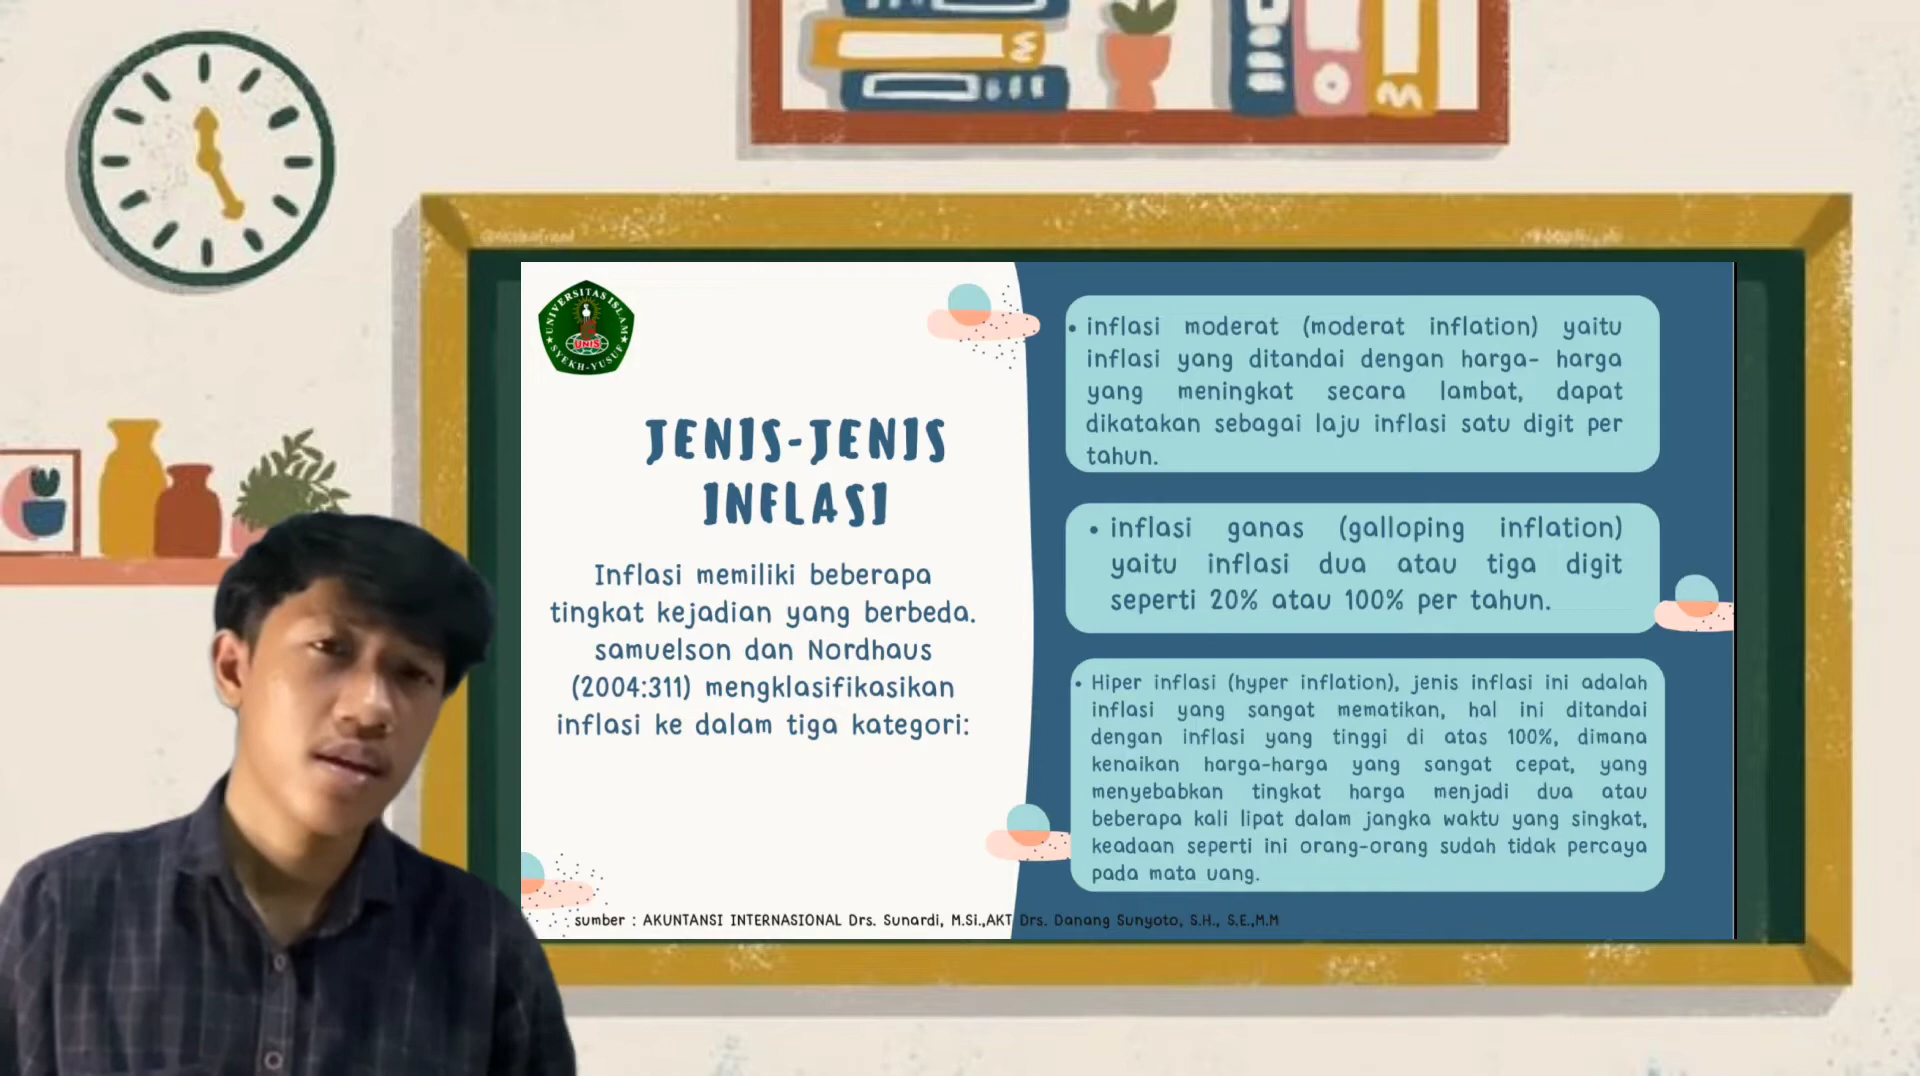 UNIVERSITAS ISLAM
UNIS
SYEKH-YUSUF
JENIS-JENIS
INFLASI
Inflasi memiliki beberapa
tingkat kejadian yang berbeda.
samuelson dan Nordhaus
(2004:311) mengklasifikasikan
inflasi ke dalam tiga kategori:
• inflasi moderat (moderat inflation) yaitu
inflasi yang ditandai dengan harga- harga
yang meningkat secara lambat, dapat
dikatakan sebagai laju inflasi satu digit per
tahun.
• inflasi ganas (galloping inflation)
yaitu inflasi dua atau tiga digit
seperti 20% atau 100% per tahun.
• Hiper inflasi (hyper inflation), jenis inflasi ini adalah
inflasi yang sangat mematikan, hal ini ditandai
dengan inflasi yang tinggi di atas 100%, dimana
kenaikan harga-harga yang sangat cepat, yang
menyebabkan tingkat harga menjadi dua atau
beberapa kali lipat dalam jangka waktu yang singkat,
keadaan seperti ini orang-orang sudah tidak percaya
pada mata uang.
sumber : AKUNTANSI INTERNASIONAL Drs. Sunardi, M.Si.,AKT Drs. Danang Sunyoto, S.H., S.E.,M.M